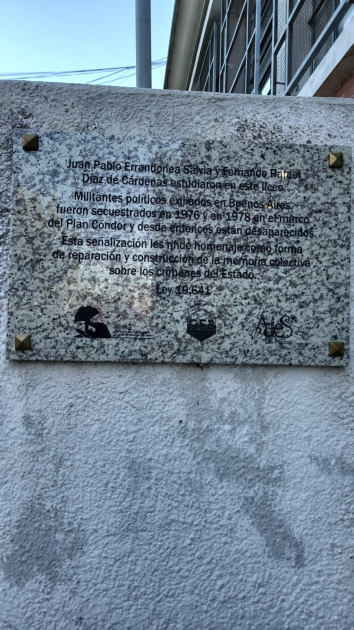 Juan Pablo Errandonea Salvia y Fernando Rafael
Díaz de Cárdenas estudiaron en este liceo.
Militantes políticos exiliados en Buenos Aires,
fueron secuestrados en 1976 y en 1978 en el marco
del Plan Cóndor y desde entonces están desaparecidos.
Esta señalización les rinde homenaje como forma
de reparación y construcción de la memoria colectiva
sobre los crímenes del Estado.
Ley 19.641